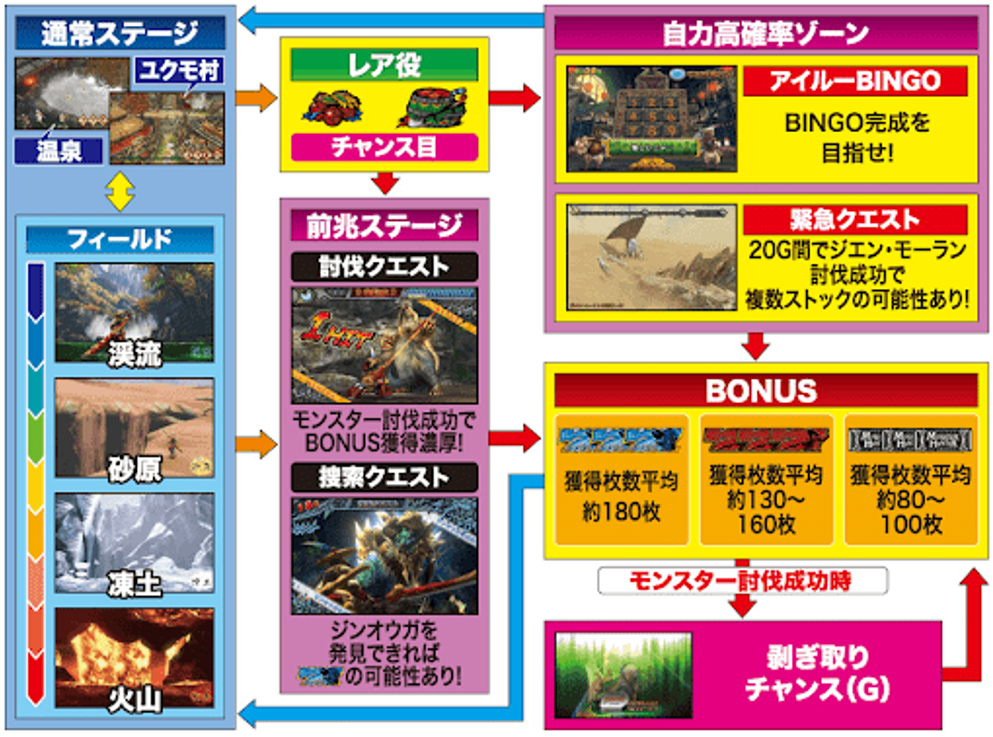 通常ステージ
ユクモ村
温泉
フィールド
渓流
砂原
凍土
火山
レア役
チャンス目
前兆ステージ
討伐クエスト
1HIT
モンスター討伐成功で
BONUS獲得濃厚!
捜索クエスト
ジンオウガを
発見できれば
の可能性あり!
自力高確率ゾーン
アイルーBINGO
BINGO完成を
目指せ!
緊急クエスト
20G間でジエン・モーラン
討伐成功で
複数ストックの可能性あり!
BONUS
獲得枚数平均
約180枚
獲得枚数平均
約130〜
160枚
獲得枚数平均
約80〜
100枚
モンスター討伐成功時
剥ぎ取り
チャンス(G)